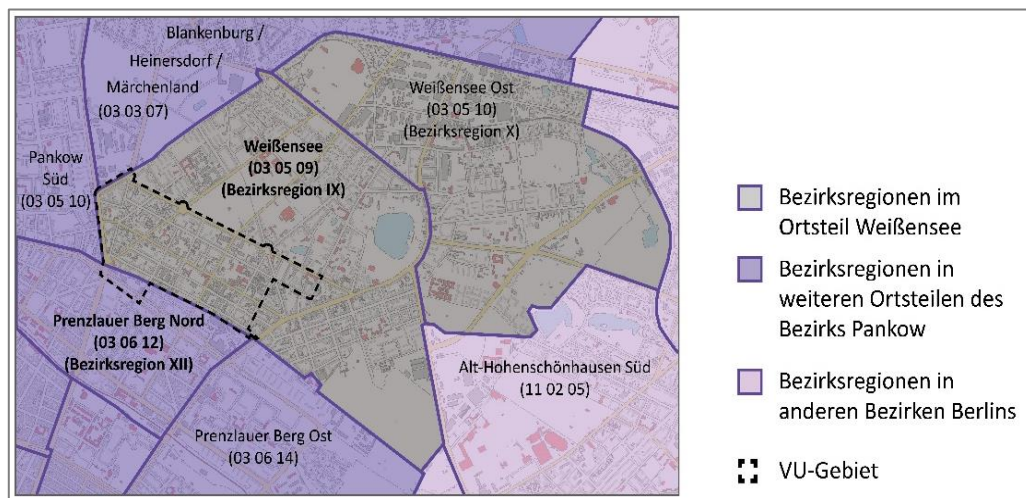 Blankenburg /
Heinersdorf /
Märchenland
(03 03 07)
Weißensee Ost
(03 05 10)
(Bezirksregion X)
Weißensee
(03 05 09)
(Bezirksregion IX)
Pankow
Süd
(03 05 10)
Prenzlauer Berg Nord
(03 06 12)
(Bezirksregion XII)
Alt-Hohenschönhausen Süd
(11 02 05)
Prenzlauer Berg Ost
(03 06 14)
Bezirksregionen im
Ortsteil Weißensee
Bezirksregionen in
weiteren Ortsteilen des
Bezirks Pankow
Bezirksregionen in
anderen Bezirken Berlins
VU-Gebiet